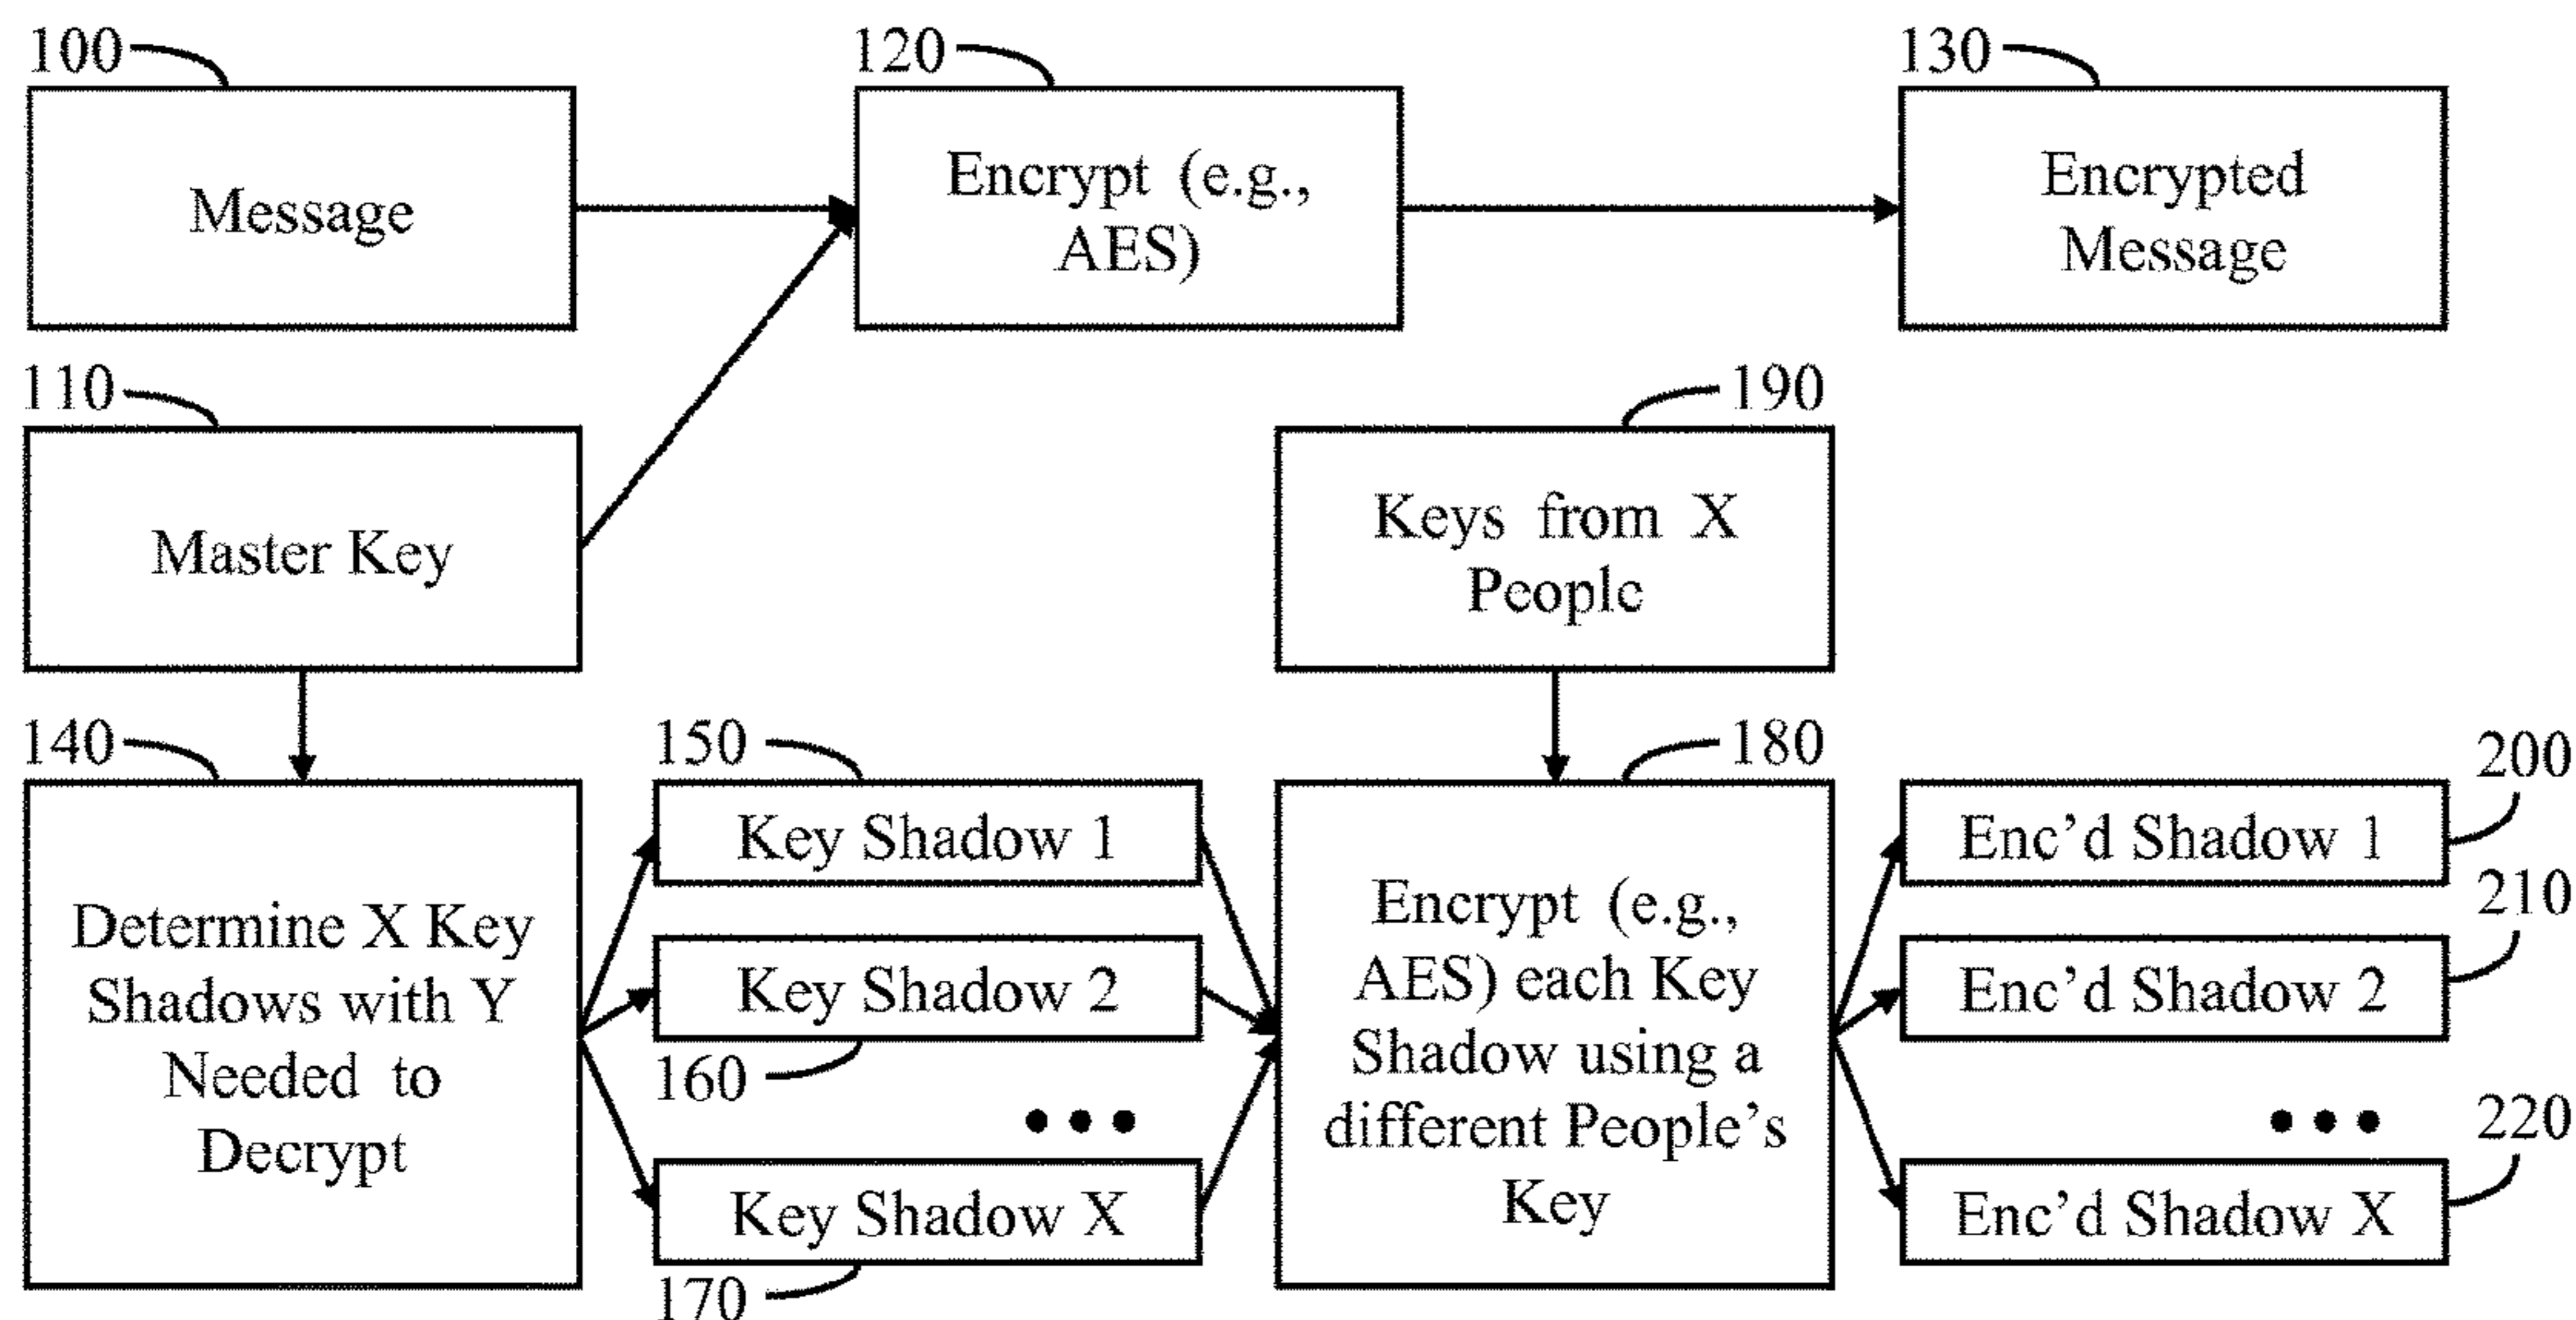 100
120
130
Message
Encrypt (e.g.,
AES)
Encrypted
Message
110
190
Master Key
Keys from X
People
140
150
180
200
Determine X Key
Shadows with Y
Needed to
Decrypt
Key Shadow 1
Key Shadow 2
160
•••
Key Shadow X
170
Encrypt (e.g.,
AES) each Key
Shadow using a
different People's
Key
Enc'd Shadow 1
210
Enc'd Shadow 2
•••
220
Enc'd Shadow X